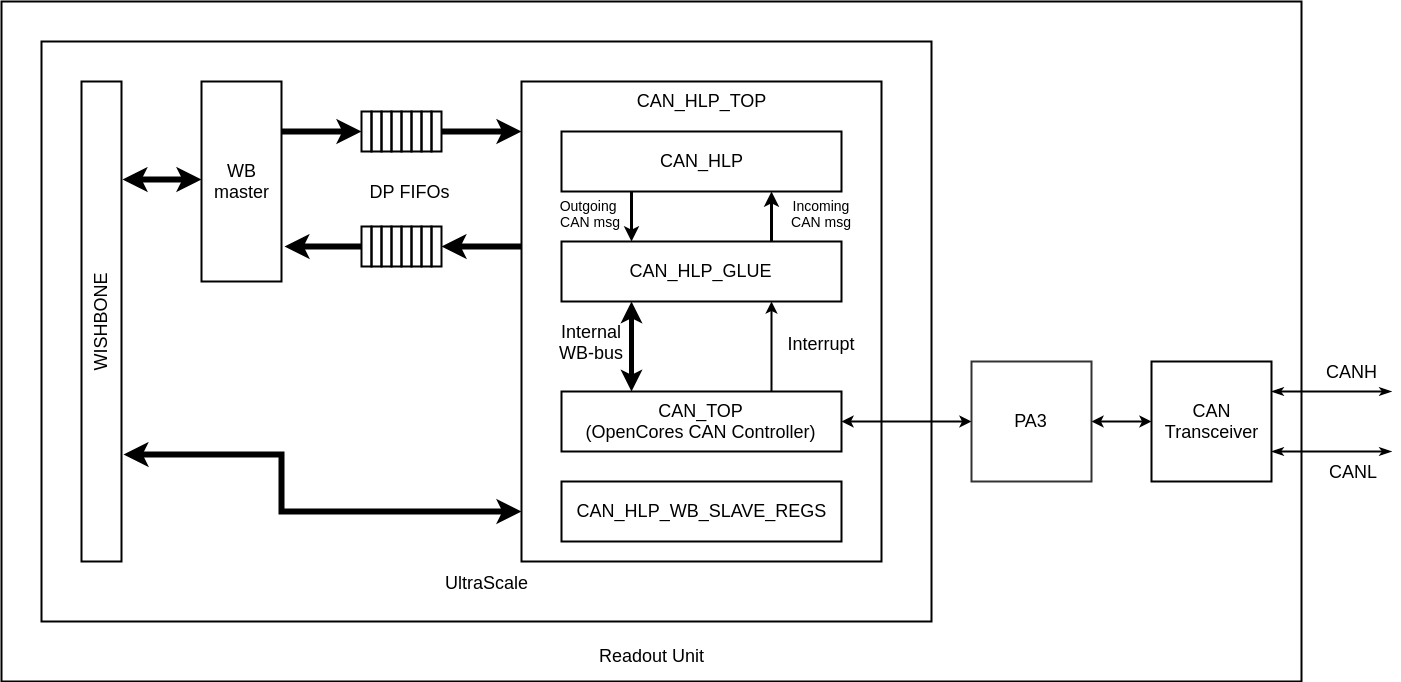 CAN_HLP_TOP
CAN_HLP
WB
master
DP FIFOs
Outgoing
CAN msg
Incoming
CAN msg
CAN_HLP_GLUE
WISHBONE
Internal
WB-bus
Interrupt
CAN_TOP
(OpenCores CAN Controller)
PA3
CAN
Transceiver
CANH
CANL
CAN_HLP_WB_SLAVE_REGS
UltraScale
Readout Unit